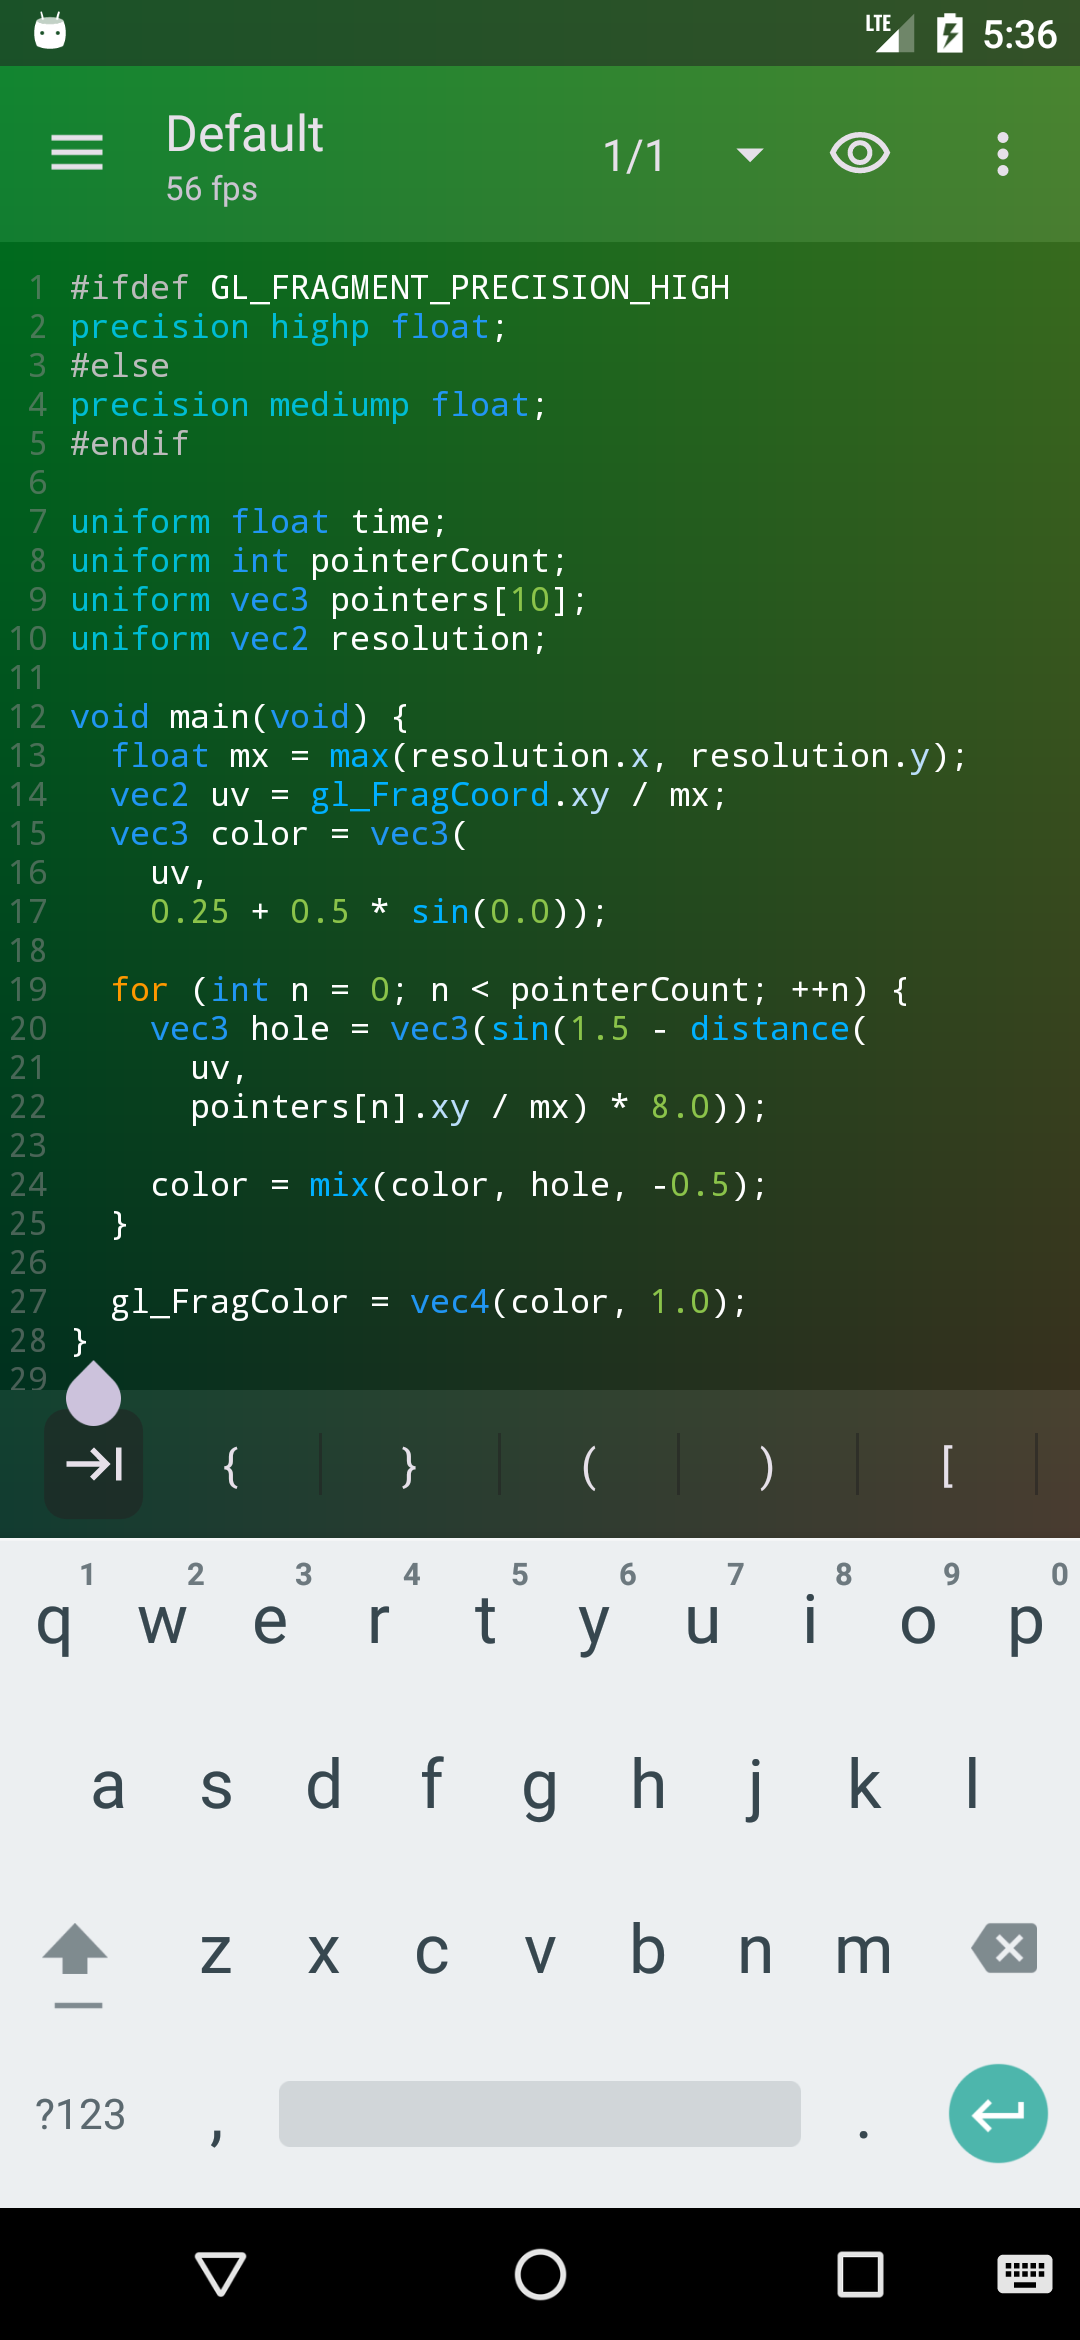 LTE 5:36
Default
56 fps
1/1
1 #ifdef GL_FRAGMENT_PRECISION_HIGH
2 precision highp float;
3 #else
4 precision mediump float;
5 #endif
6
7 uniform float time;
8 uniform int pointerCount;
9 uniform vec3 pointers[10];
10 uniform vec2 resolution;
11
12 void main(void) {
13 float mx = max(resolution.x, resolution.y);
14 vec2 uv = gl_FragCoord.xy / mx;
15 vec3 color = vec3(
16 uv,
17 0.25 + 0.5 * sin(0.0));
18
19 for (int n = 0; n < pointerCount; ++n) {
20 vec3 hole = vec3(sin(1.5 - distance(
21 uv,
22 pointers[n].xy / mx) * 8.0));
23
24 color = mix(color, hole, -0.5);
25 }
26
27 gl_FragColor = vec4(color, 1.0);
28 }
29
{ } ( ) [
1 2 3 4 5 6 7 8 9 0
q w e r t y u i o p
a s d f g h j k l
z x c v b n m
?123 , .